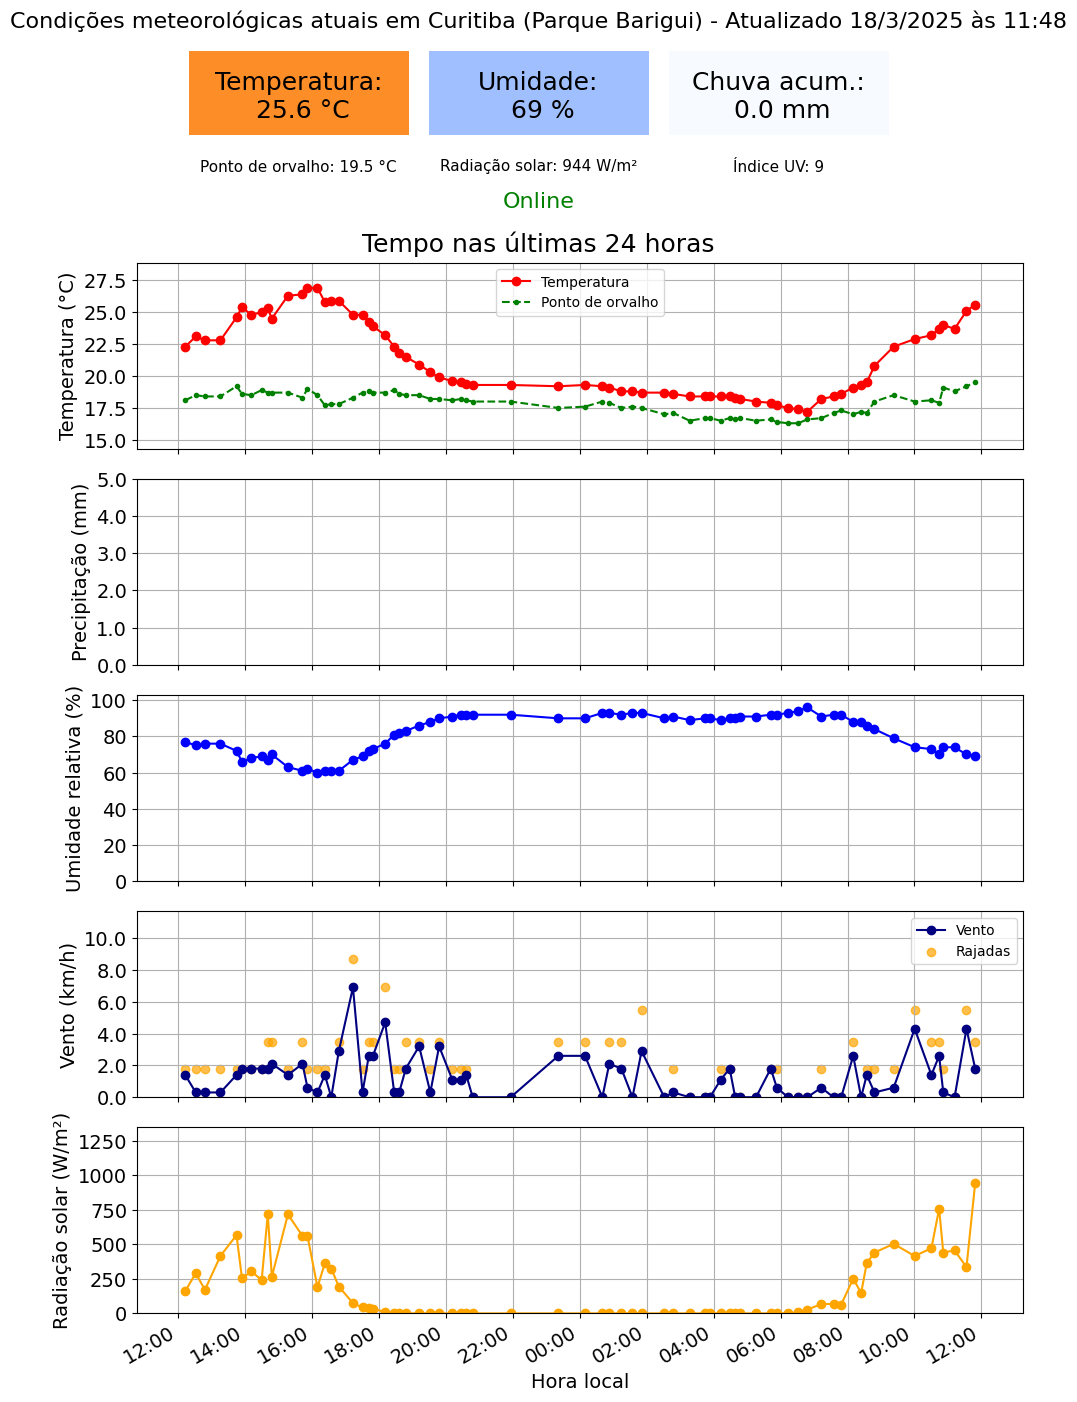 Condições meteorológicas atuais em Curitiba (Parque Barigui) - Atualizado 18/3/2025 às 11:48
Temperatura:
25.6 °C
Umidade:
69 %
Chuva acum.:
0.0 mm
Ponto de orvalho: 19.5 °C
Radiação solar: 944 W/m²
Índice UV: 9
Online
Tempo nas últimas 24 horas
Temperatura (°C)
27.5
25.0
22.5
20.0
17.5
15.0
Temperatura
Ponto de orvalho
Precipitação (mm)
5.0
4.0
3.0
2.0
1.0
0.0
Umidade relativa (%)
100
80
60
40
20
0
Vento (km/h)
10.0
8.0
6.0
4.0
2.0
0.0
Vento
Rajadas
Radiação solar (W/m²)
1250
1000
750
500
250
0
12:00
14:00
16:00
18:00
20:00
22:00
00:00
02:00
04:00
06:00
08:00
10:00
12:00
Hora local